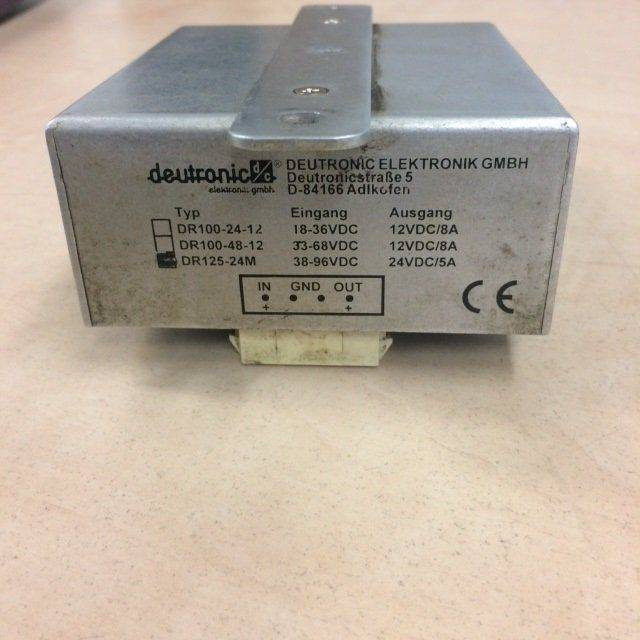 deutronic ® DEUTRONIC ELEKTRONIK GMBH
elektronik gmbh. Deutronicstraße 5
D-84166 Adlkofen
Typ Eingang Ausgang
DR100-24-12 18-36VDC 12VDC/8A
DR100-48-12 33-68VDC 12VDC/8A
DR125-24M 38-96VDC 24VDC/5A
IN GND OUT
+ +
CE